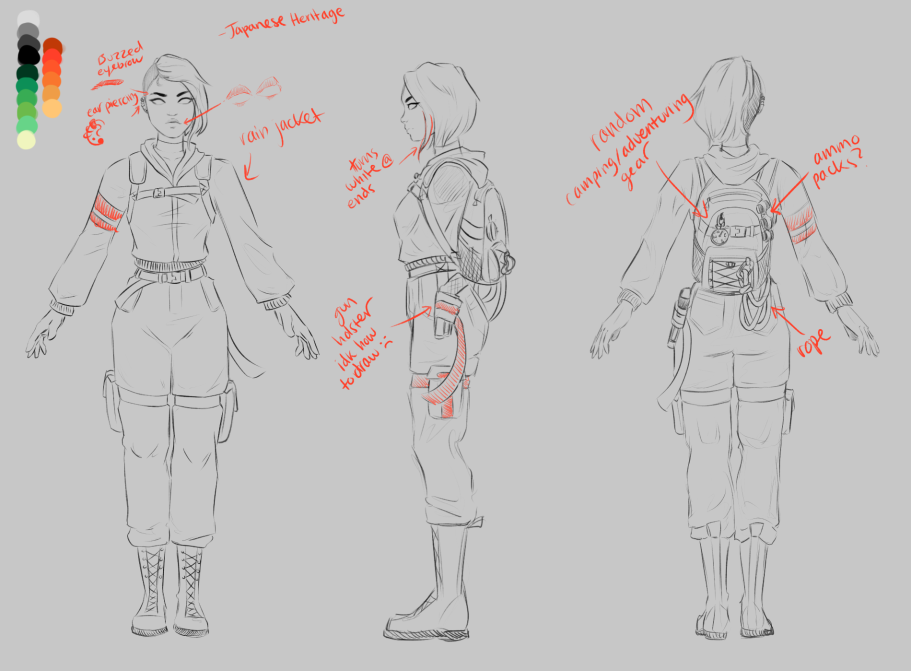 -Japanese Heritage
Buzzed
eyebrow
ear piercing
rain jacket
turns
white @
ends
gun
holster
idk how
to draw :(
random
camping/adventuring
gear
ammo
packs?
rope